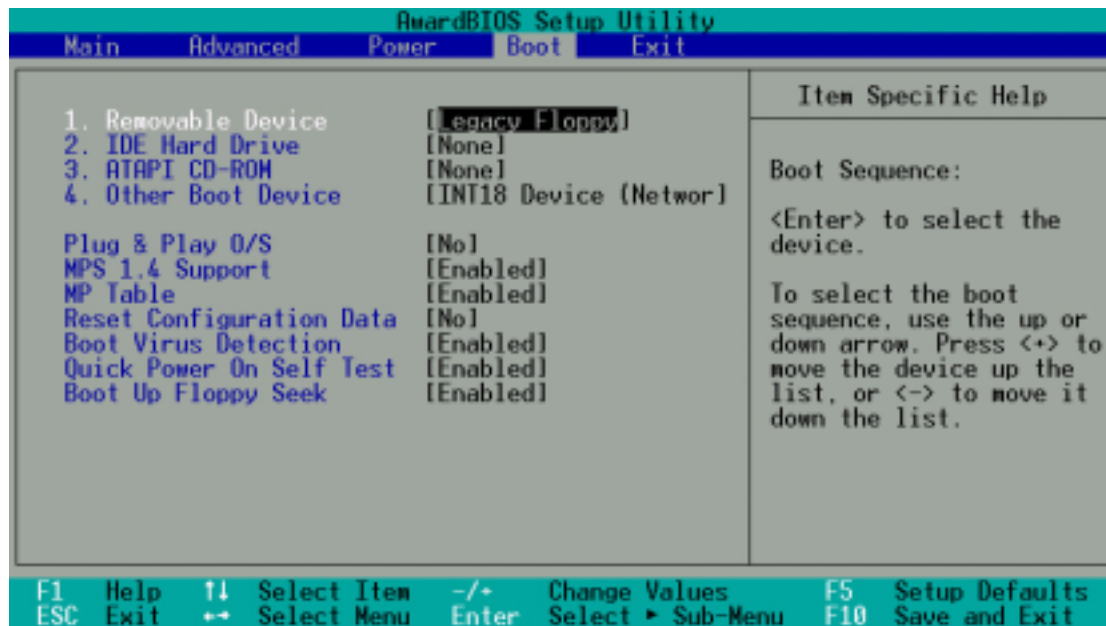 AwardBIOS Setup Utility
Main Advanced Power Boot Exit
1. Removable Device [Legacy Floppy]
2. IDE Hard Drive [None]
3. ATAPI CD-ROM [None]
4. Other Boot Device [INT18 Device (Networ]
Plug & Play O/S [No]
MPS 1.4 Support [Enabled]
MP Table [Enabled]
Reset Configuration Data [No]
Boot Virus Detection [Enabled]
Quick Power On Self Test [Enabled]
Boot Up Floppy Seek [Enabled]
Item Specific Help
Boot Sequence:
<Enter> to select the
device.
To select the boot
sequence, use the up or
down arrow. Press <+> to
move the device up the
list, or <-> to move it
down the list.
F1 Help ↑↓ Select Item -/+ Change Values F5 Setup Defaults
ESC Exit ←→ Select Menu Enter Select ► Sub-Menu F10 Save and Exit